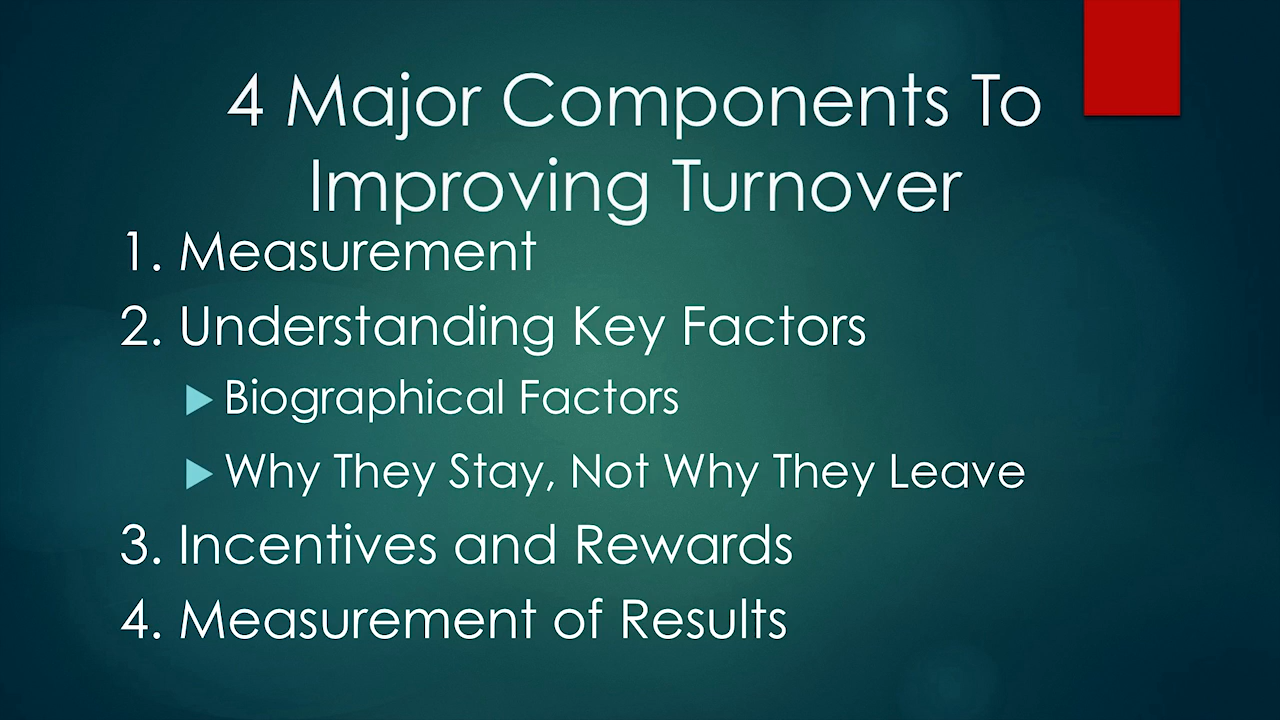 4 Major Components To
Improving Turnover
1. Measurement
2. Understanding Key Factors
Biographical Factors
Why They Stay, Not Why They Leave
3. Incentives and Rewards
4. Measurement of Results